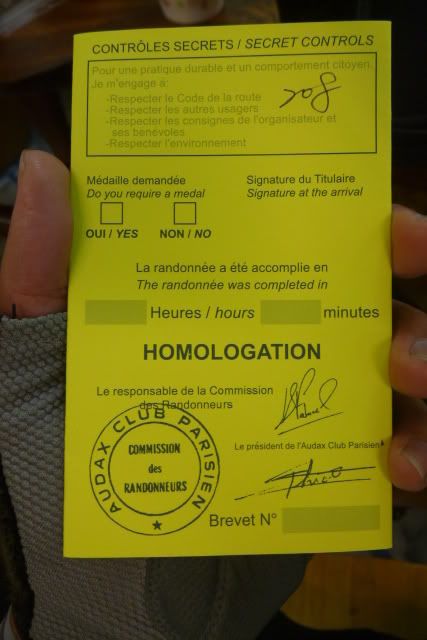 CONTRÔLES SECRETS / SECRET CONTROLS
Pour une pratique durable et un comportement citoyen.
Je m'engage à:
-Respecter le Code de la route
-Respecter les autres usagers
-Respecter les consignes de l'organisateur et
ses bénévoles
-Respecter l'environnement
208
Médaille demandée
Do you require a medal
Signature du Titulaire
Signature at the arrival
OUI / YES
NON / NO
La randonnée a été accomplie en
The randonnée was completed in
Heures / hours
minutes
HOMOLOGATION
Le responsable de la Commission
des Randonneurs
Le président de l'Audax Club Parisien
AUDAX CLUB PARISIEN
COMMISSION
des
RANDONNEURS
Brevet N°